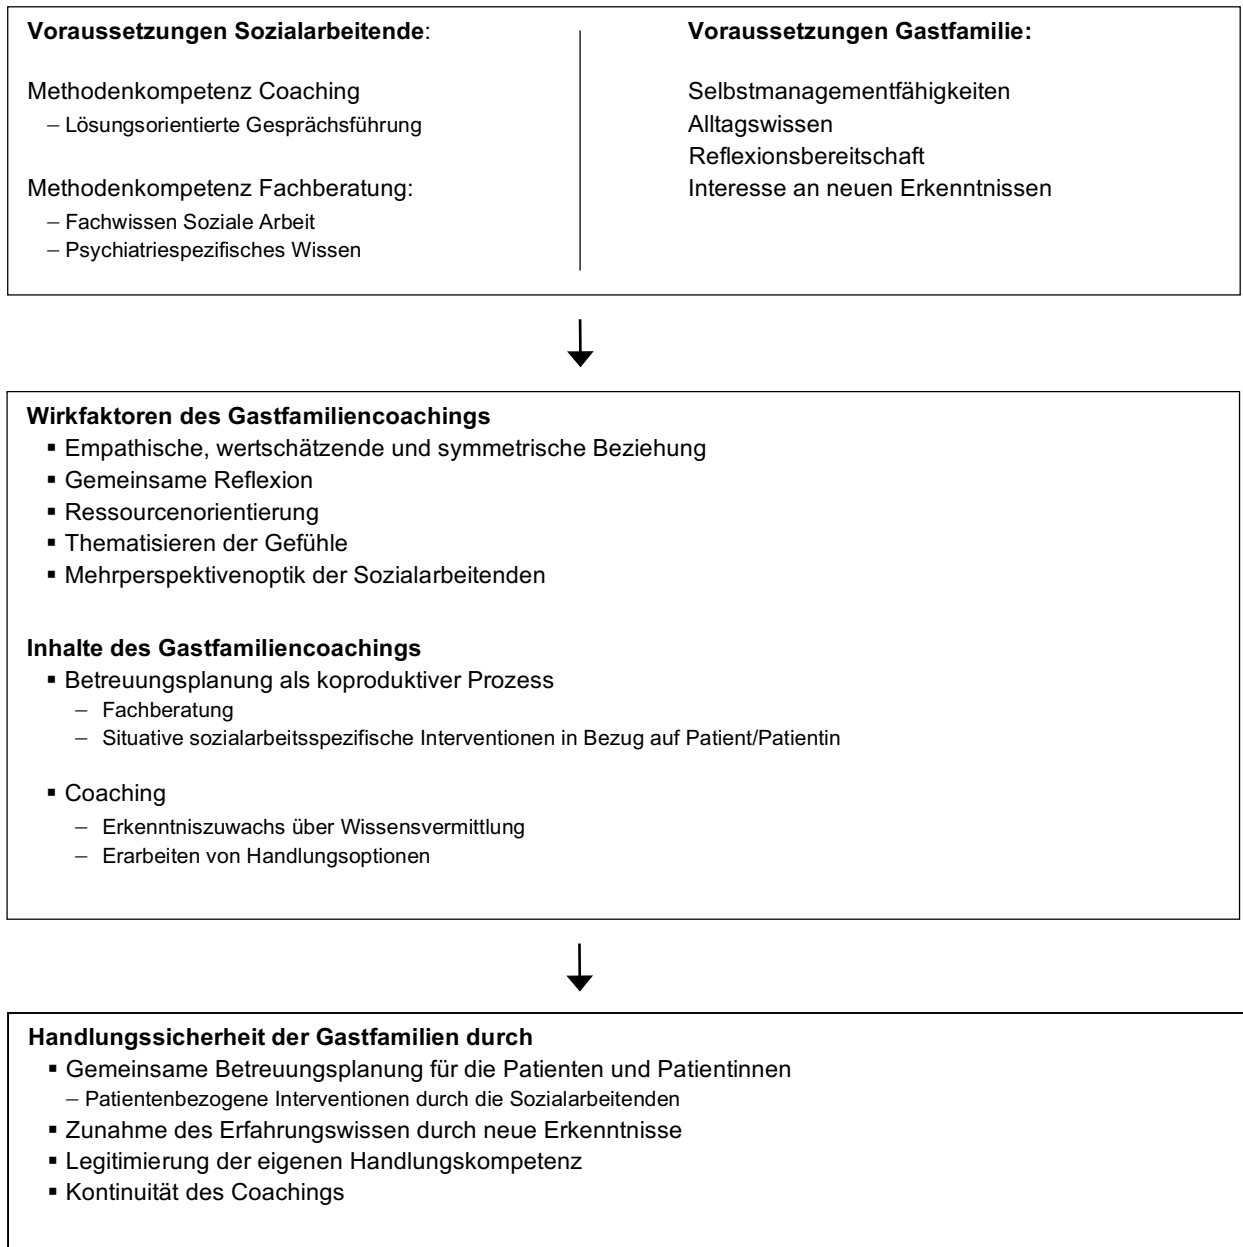 Voraussetzungen Sozialarbeitende:
Methodenkompetenz Coaching
– Lösungsorientierte Gesprächsführung
Methodenkompetenz Fachberatung:
– Fachwissen Soziale Arbeit
– Psychiatriespezifisches Wissen
Voraussetzungen Gastfamilie:
Selbstmanagementfähigkeiten
Alltagswissen
Reflexionsbereitschaft
Interesse an neuen Erkenntnissen
Wirkfaktoren des Gastfamiliencoachings
▪ Empathische, wertschätzende und symmetrische Beziehung
▪ Gemeinsame Reflexion
▪ Ressourcenorientierung
▪ Thematisieren der Gefühle
▪ Mehrperspektivenoptik der Sozialarbeitenden
Inhalte des Gastfamiliencoachings
▪ Betreuungsplanung als koproduktiver Prozess
– Fachberatung
– Situative sozialarbeitsspezifische Interventionen in Bezug auf Patient/Patientin
▪ Coaching
– Erkenntniszuwachs über Wissensvermittlung
– Erarbeiten von Handlungsoptionen
Handlungssicherheit der Gastfamilien durch
▪ Gemeinsame Betreuungsplanung für die Patienten und Patientinnen
– Patientenbezogene Interventionen durch die Sozialarbeitenden
▪ Zunahme des Erfahrungswissen durch neue Erkenntnisse
▪ Legitimierung der eigenen Handlungskompetenz
▪ Kontinuität des Coachings